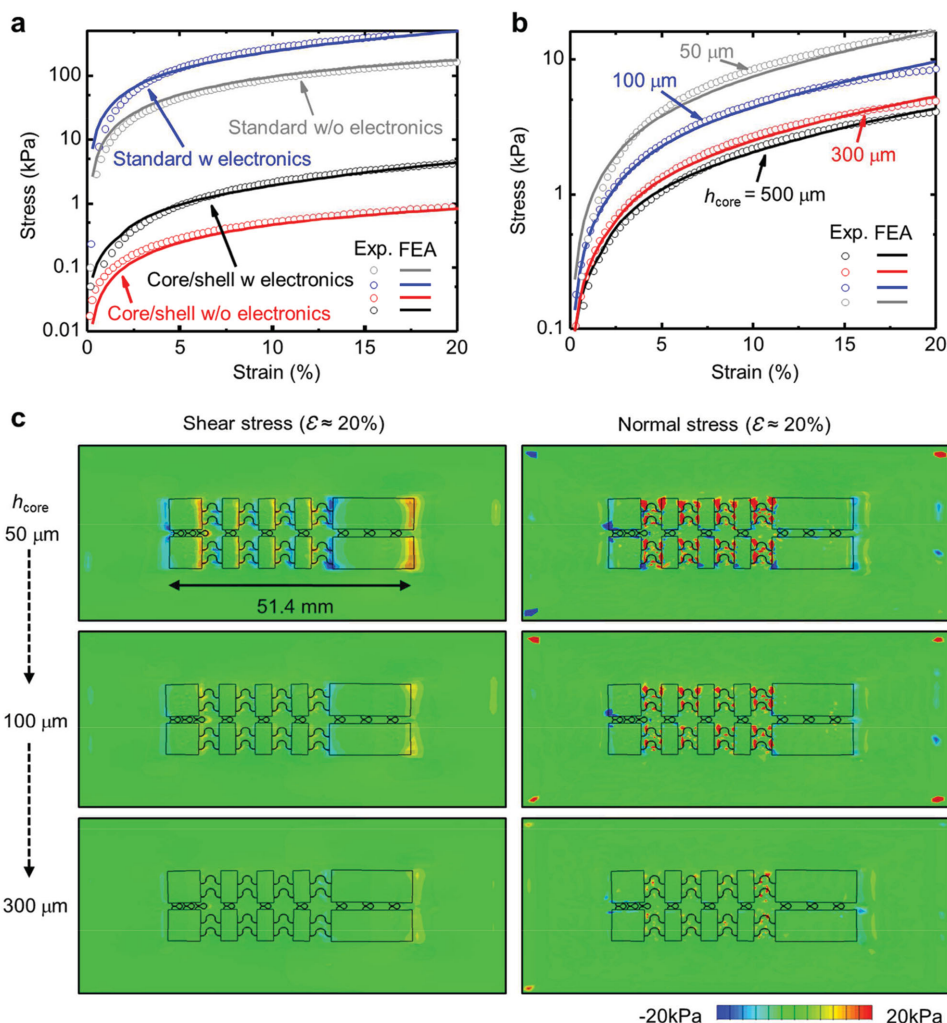 a
Stress (kPa)
100
10
1
0.1
0.01
0
5
10
15
20
Strain (%)
Standard w/o electronics
Standard w electronics
Core/shell w electronics
Core/shell w/o electronics
Exp. FEA
b
Stress (kPa)
10
1
0.1
0
5
10
15
20
Strain (%)
50 μm
100 μm
300 μm
hcore = 500 μm
Exp. FEA
c
Shear stress (ℰ ≈ 20%)
Normal stress (ℰ ≈ 20%)
hcore
50 μm
51.4 mm
100 μm
300 μm
-20kPa
20kPa